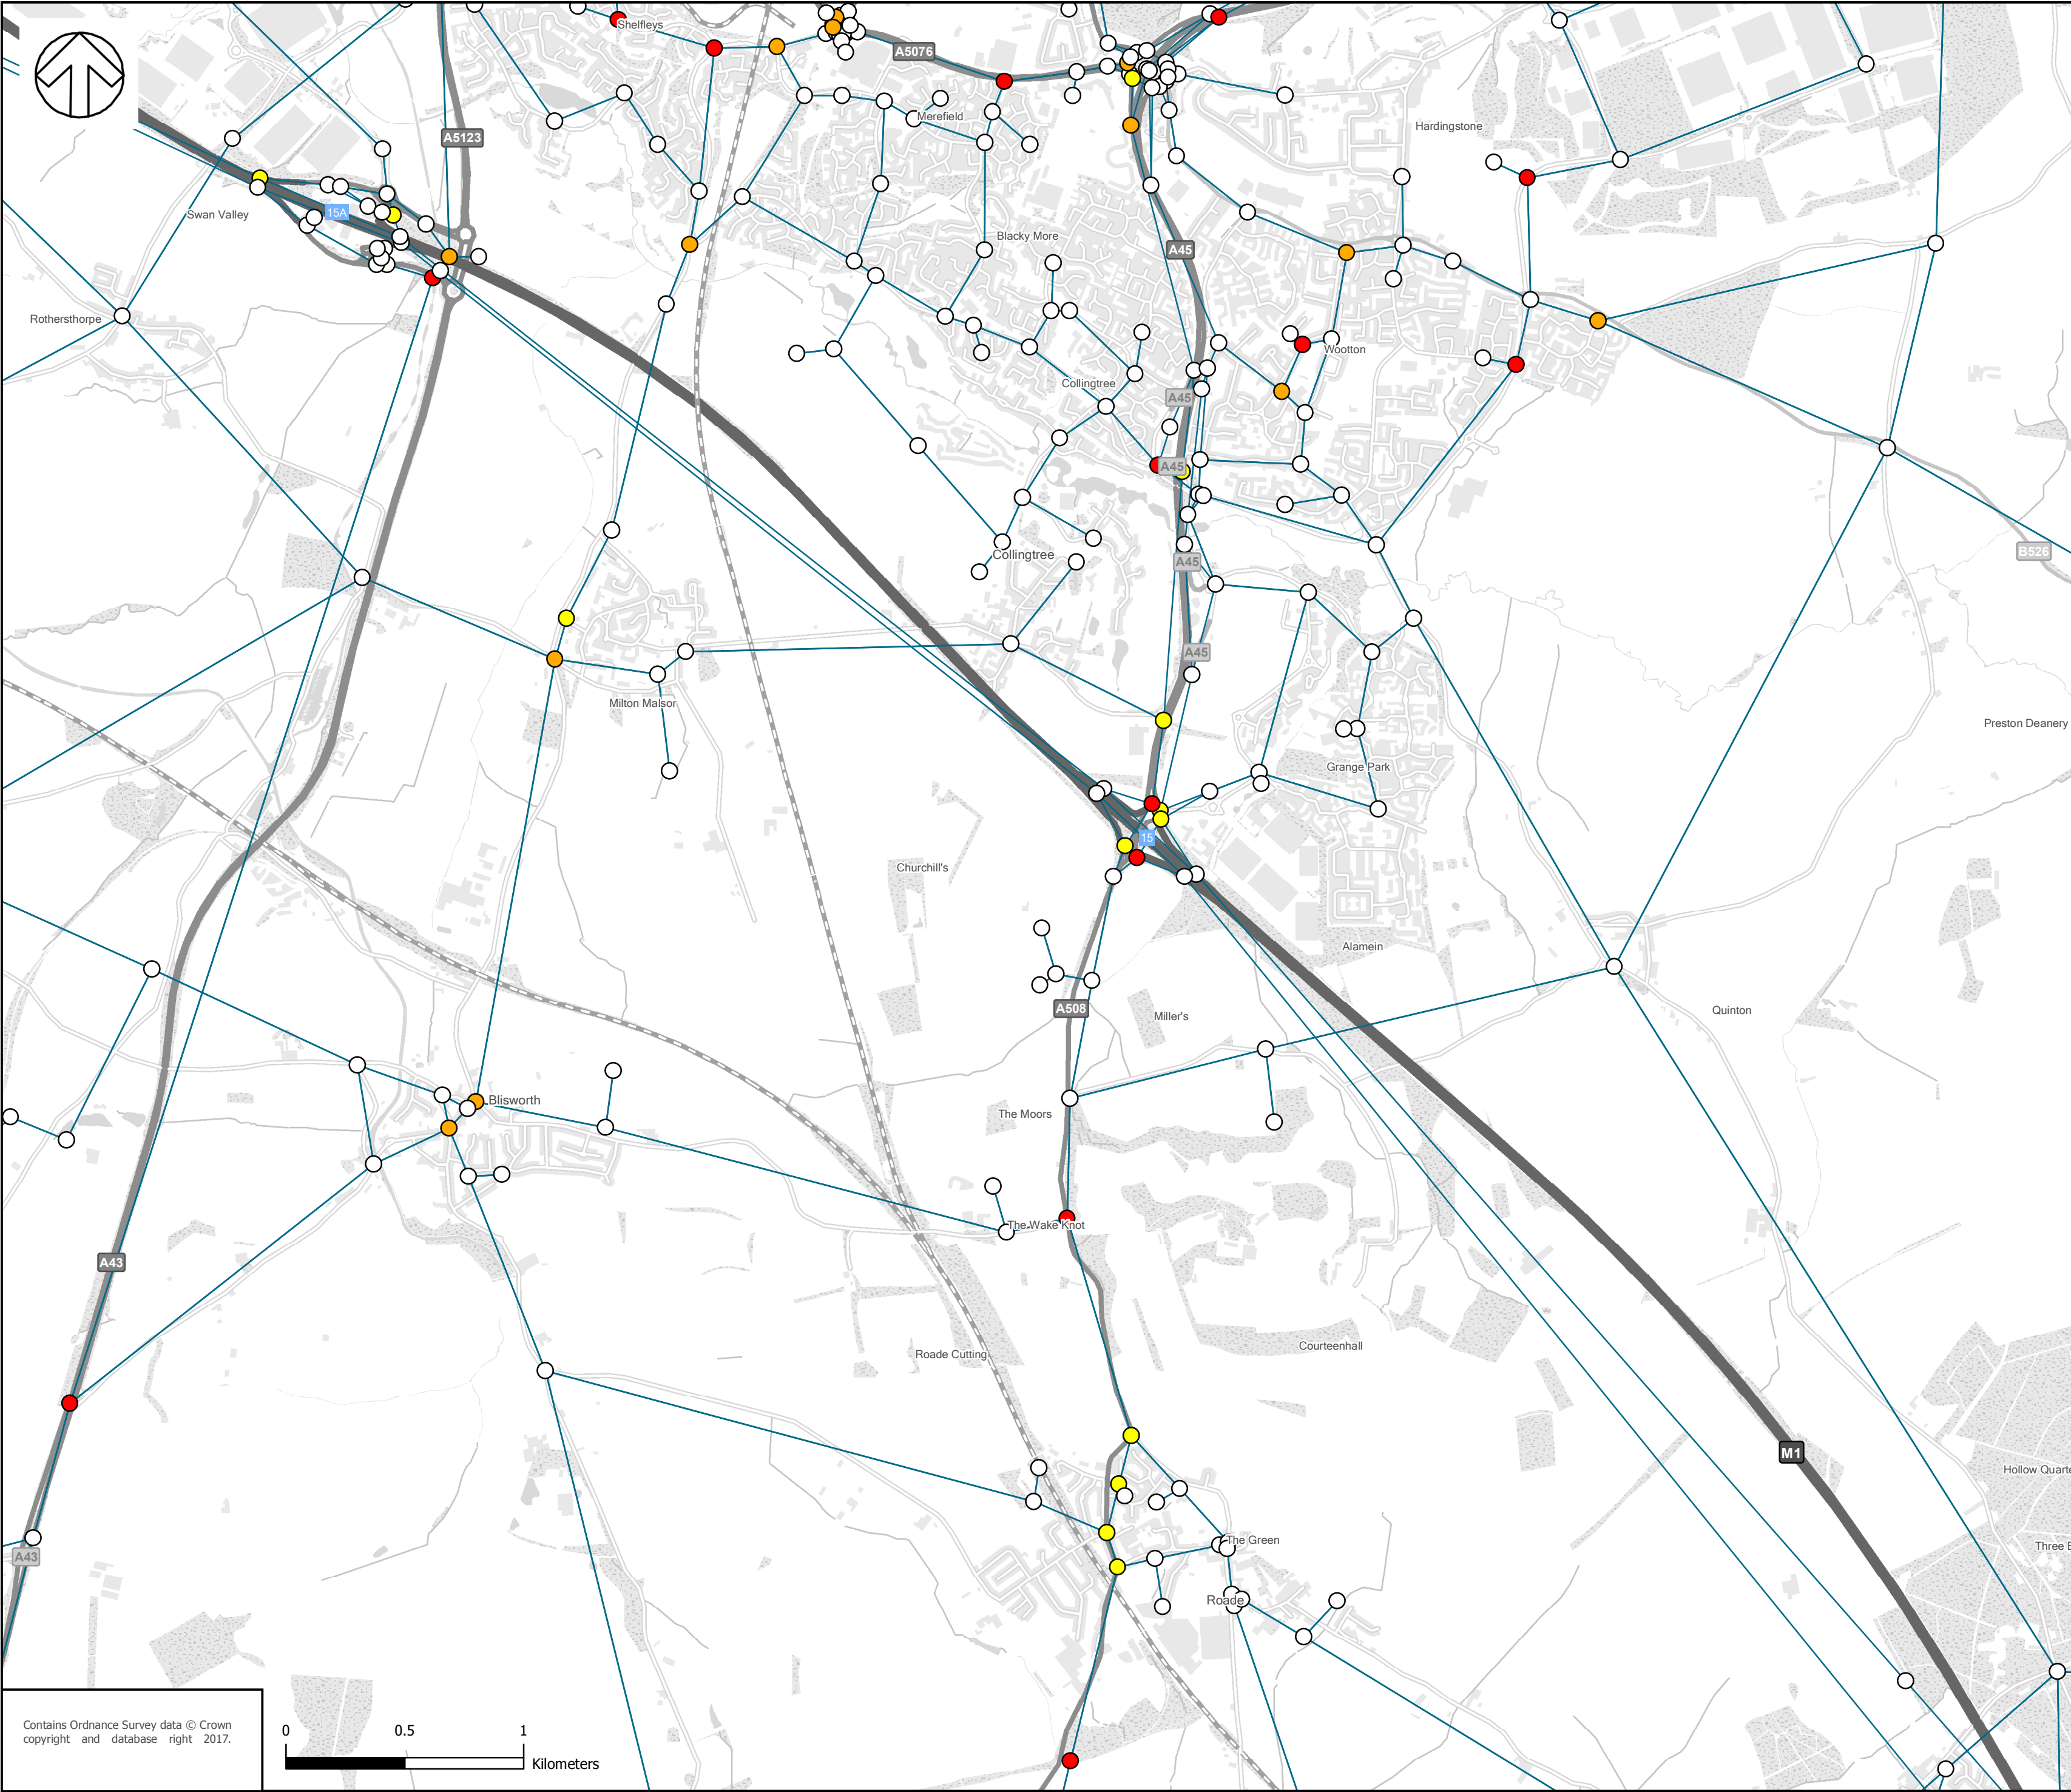 Shelfleys
A5076
A5123
Merefield
Hardingstone
15A
Swan Valley
Blacky More
A45
Rothersthorpe
Wootton
Collingtree
A45
A45
Collingtree
A45
B526
A45
Milton Malsor
Preston Deanery
Grange Park
15
Churchill's
Alamein
A508
Miller's
Quinton
Blisworth
The Moors
The Wake Knot
A43
Roade Cutting
Courteenhall
M1
Hollow Quarte
The Green
A43
Three
Roade
Contains Ordnance Survey data © Crown
copyright and database right 2017.
0 0.5 1
Kilometers